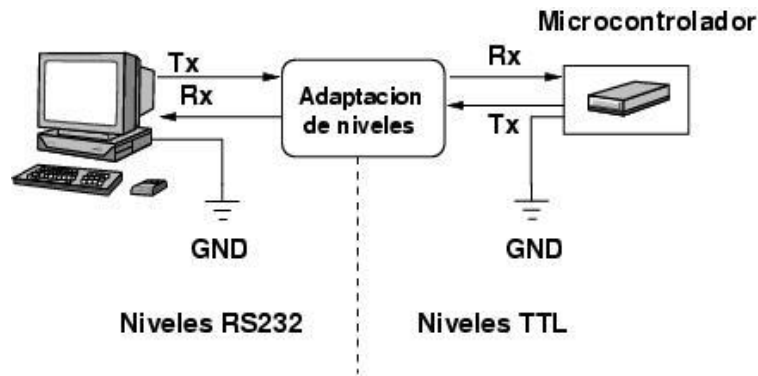 Microcontrolador
Tx
Rx
Adaptacion
de niveles
Rx
Tx
GND
GND
Niveles RS232
Niveles TTL